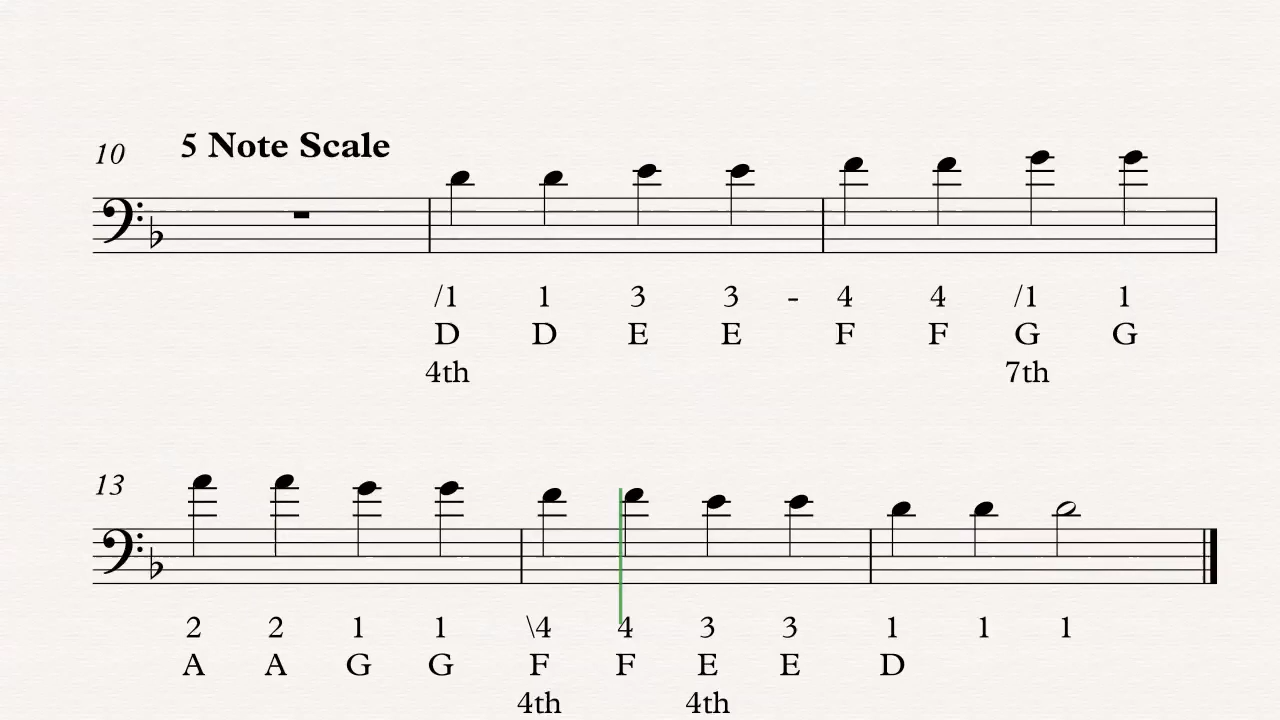 10 5 Note Scale
/1 1 3 3 - 4 4 /1 1
D D E E F F G G
4th 7th
13
2 2 1 1 \4 4 3 3 1 1 1
A A G G F F E E D
4th 4th